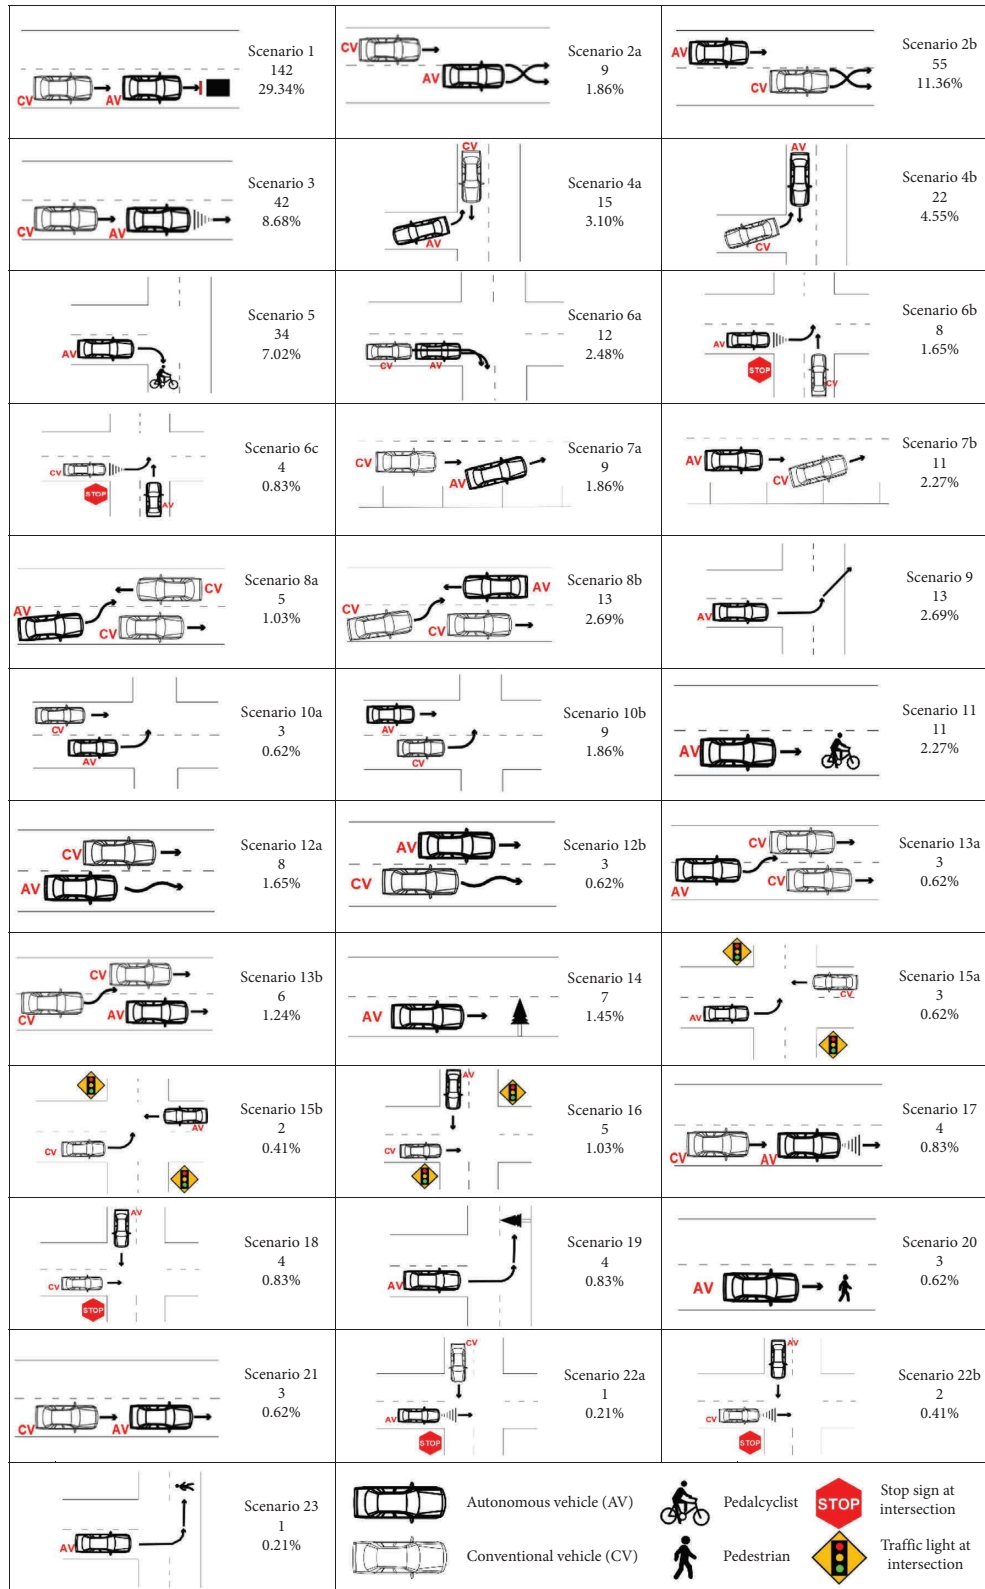 Scenario 1
142
29.34%
CV
AV
Scenario 2a
9
1.86%
CV
AV
Scenario 2b
55
11.36%
AV
CV
Scenario 3
42
8.68%
CV
AV
Scenario 4a
15
3.10%
CV
AV
Scenario 4b
22
4.55%
AV
CV
Scenario 5
34
7.02%
AV
Scenario 6a
12
2.48%
CV
AV
Scenario 6b
8
1.65%
AV
STOP
CV
Scenario 6c
4
0.83%
CV
STOP
AV
Scenario 7a
9
1.86%
CV
AV
Scenario 7b
11
2.27%
AV
CV
Scenario 8a
5
1.03%
CV
AV
CV
Scenario 8b
13
2.69%
AV
CV
CV
Scenario 9
13
2.69%
AV
Scenario 10a
3
0.62%
CV
AV
Scenario 10b
9
1.86%
AV
CV
Scenario 11
11
2.27%
AV
Scenario 12a
8
1.65%
CV
AV
Scenario 12b
3
0.62%
AV
CV
Scenario 13a
3
0.62%
CV
AV
CV
Scenario 13b
6
1.24%
CV
CV
AV
Scenario 14
7
1.45%
AV
Scenario 15a
3
0.62%
CV
AV
Scenario 15b
2
0.41%
AV
CV
Scenario 16
5
1.03%
AV
CV
Scenario 17
4
0.83%
CV
AV
Scenario 18
4
0.83%
AV
CV
STOP
Scenario 19
4
0.83%
AV
Scenario 20
3
0.62%
AV
Scenario 21
3
0.62%
CV
AV
Scenario 22a
1
0.21%
CV
AV
STOP
Scenario 22b
2
0.41%
AV
CV
STOP
Scenario 23
1
0.21%
AV
Autonomous vehicle (AV)
Conventional vehicle (CV)
Pedalcyclist
Pedestrian
STOP
Stop sign at
intersection
Traffic light at
intersection